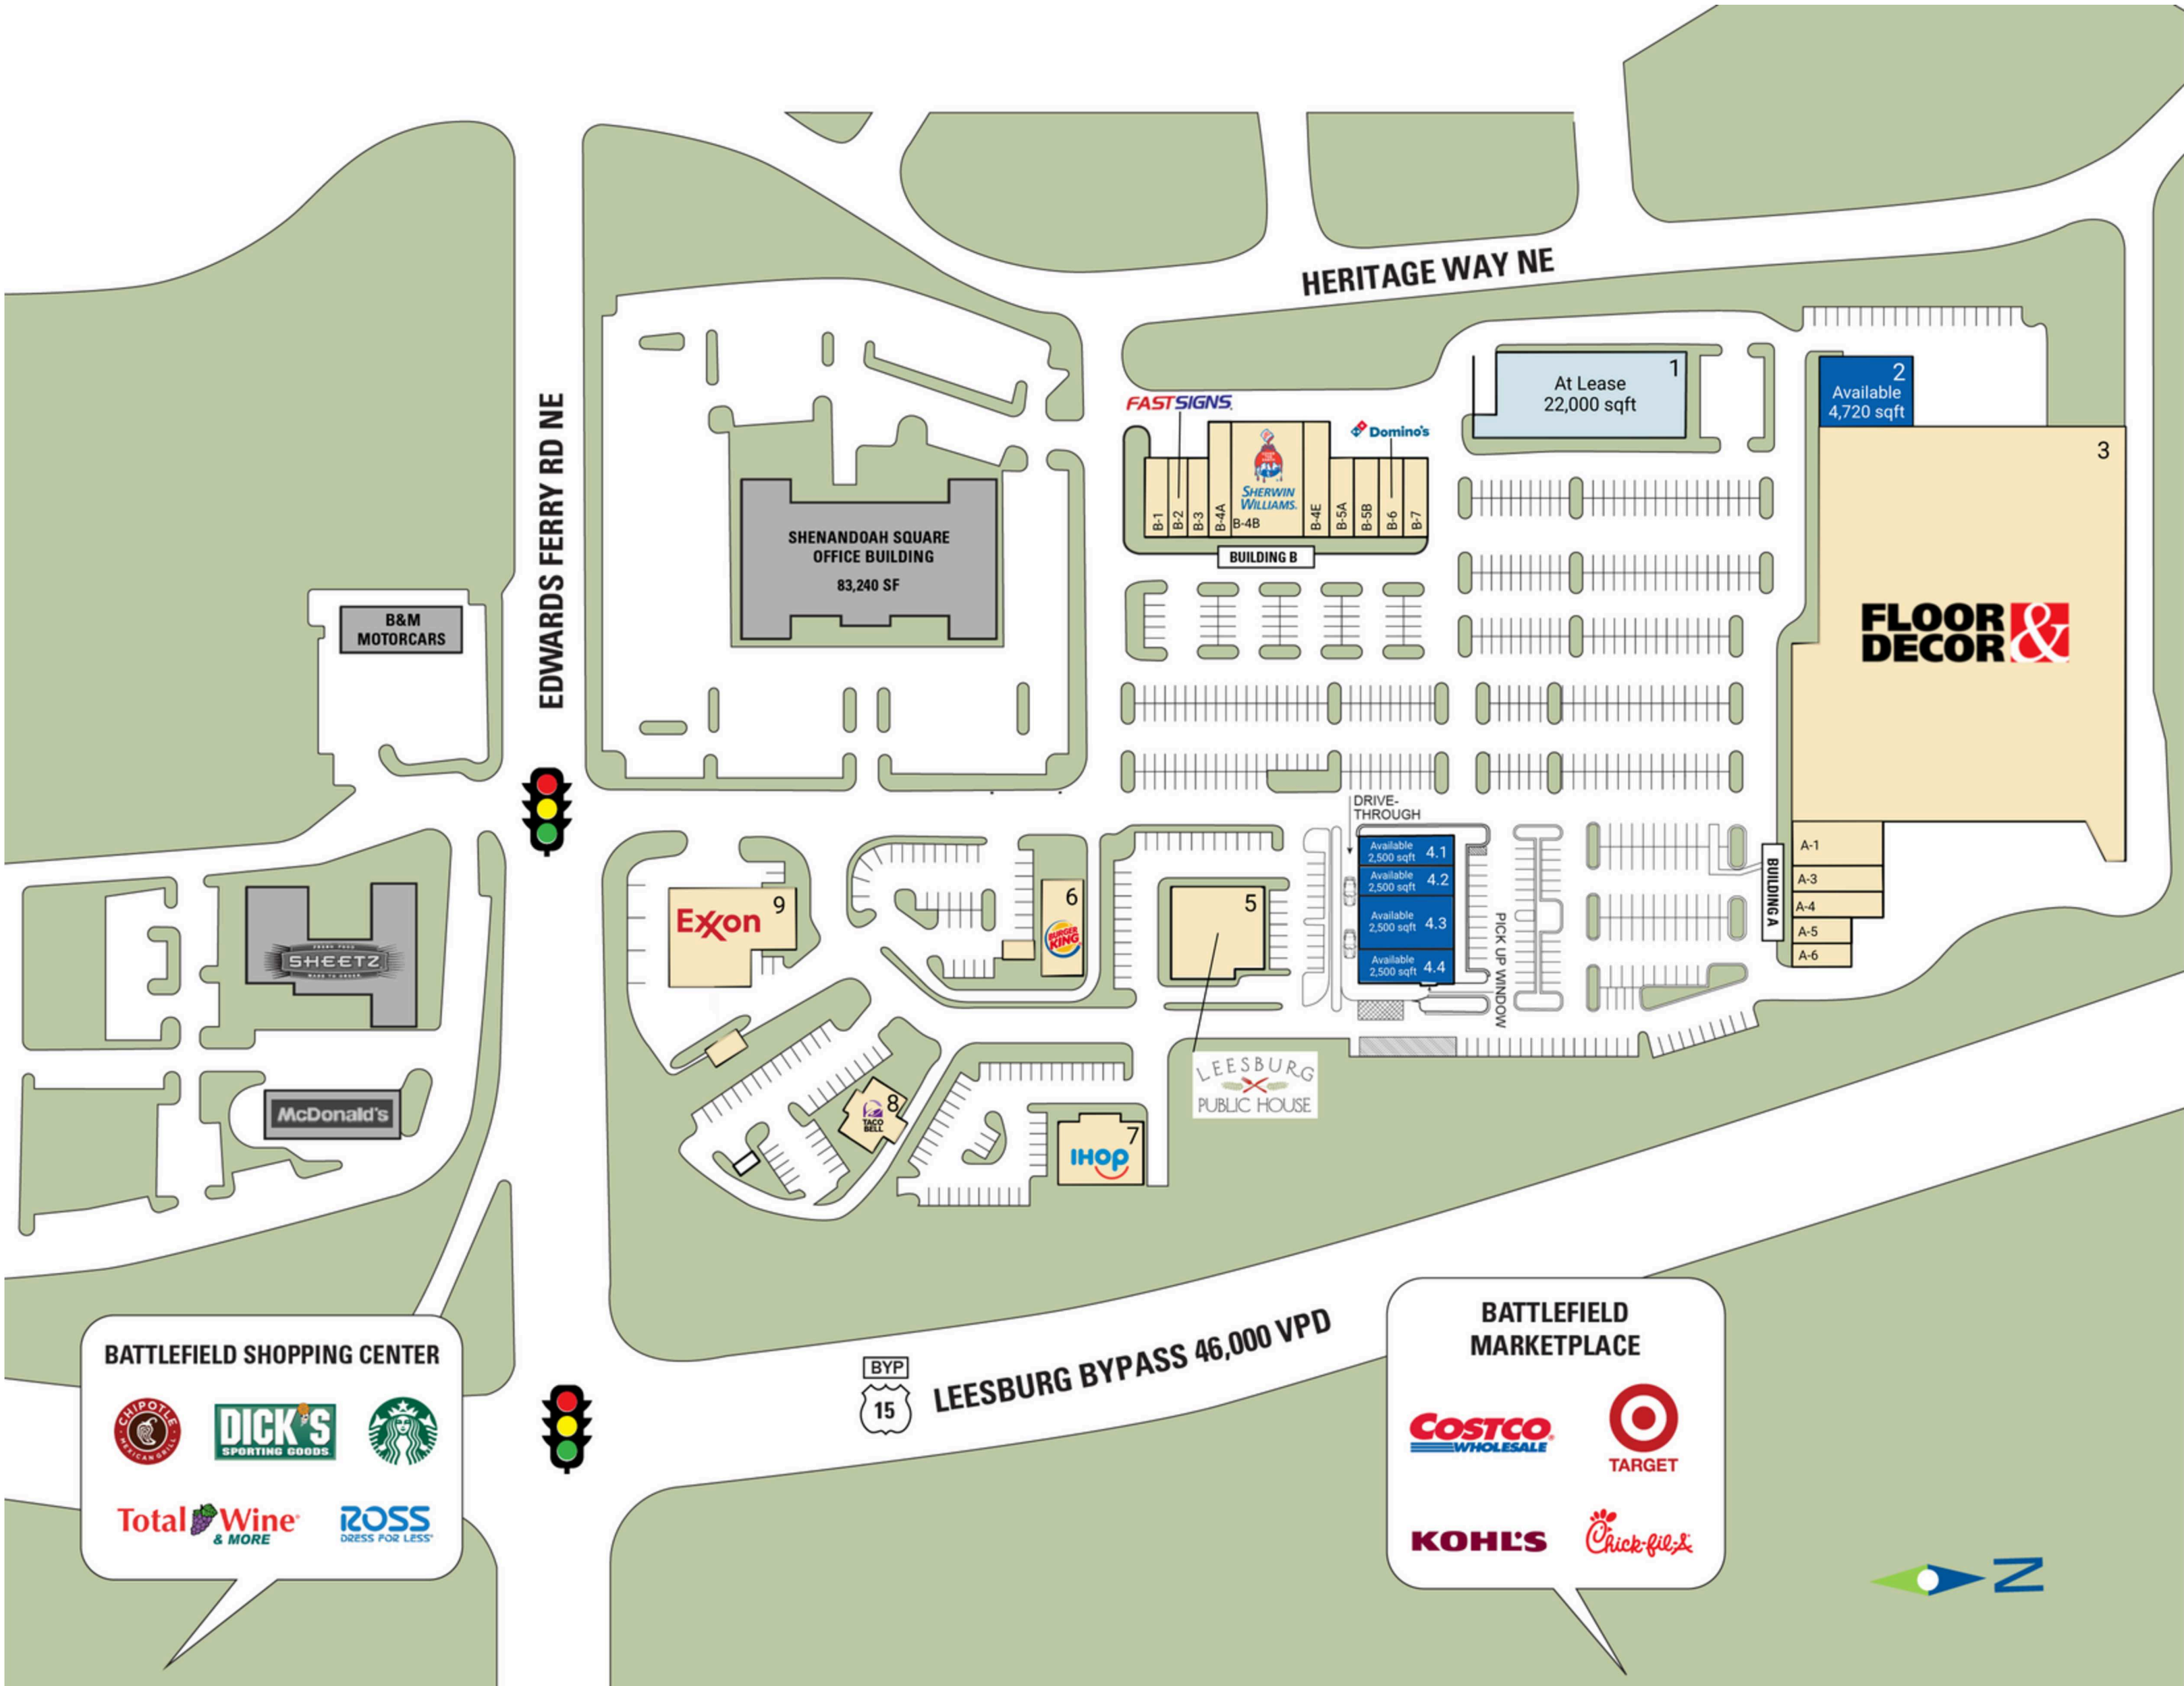 HERITAGE WAY NE
EDWARDS FERRY RD NE
FASTSIGNS.
Domino's
SHERWIN
WILLIAMS.
B-1
B-2
B-3
B-4A
B-4B
B-4E
B-5A
B-5B
B-6
B-7
BUILDING B
1
At Lease
22,000 sqft
2
Available
4,720 sqft
3
FLOOR &
DECOR
SHENANDOAH SQUARE
OFFICE BUILDING
83,240 SF
B&M
MOTORCARS
DRIVE-
THROUGH
Available
2,500 sqft 4.1
Available
2,500 sqft 4.2
Available
2,500 sqft 4.3
Available
2,500 sqft 4.4
PICK UP WINDOW
BUILDING A
A-1
A-3
A-4
A-5
A-6
Exxon
9
6
BURGER
KING
5
SHEETZ
McDonald's
8
TACO
BELL
7
IHOP
LEESBURG
PUBLIC HOUSE
BYP
15
LEESBURG BYPASS 46,000 VPD
BATTLEFIELD SHOPPING CENTER
CHIPOTLE
MEXICAN GRILL
DICK'S
SPORTING GOODS
Total Wine
& MORE
ROSS
DRESS FOR LESS
BATTLEFIELD
MARKETPLACE
COSTCO
WHOLESALE
TARGET
KOHL'S
Chick-fil-A
N